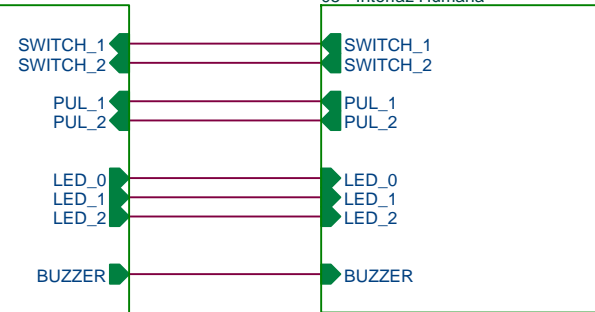 SWITCH_1 SWITCH_1
SWITCH_2 SWITCH_2
PUL_1 PUL_1
PUL_2 PUL_2
LED_0 LED_0
LED_1 LED_1
LED_2 LED_2
BUZZER BUZZER